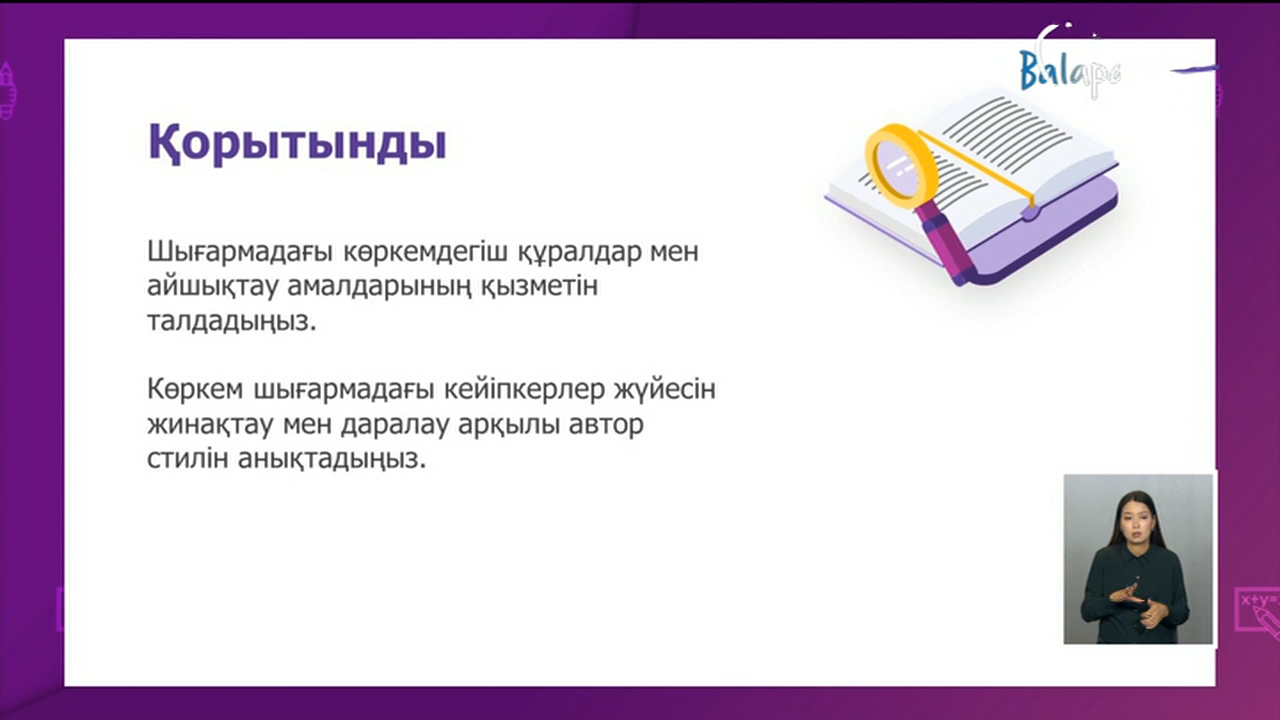 Balapan
Қорытынды
Шығармадағы көркемдегіш құралдар мен
айшықтау амалдарының қызметін
талдадыңыз.
Көркем шығармадағы кейіпкерлер жүйесін
жинақтау мен даралау арқылы автор
стилін анықтадыңыз.
x+y=